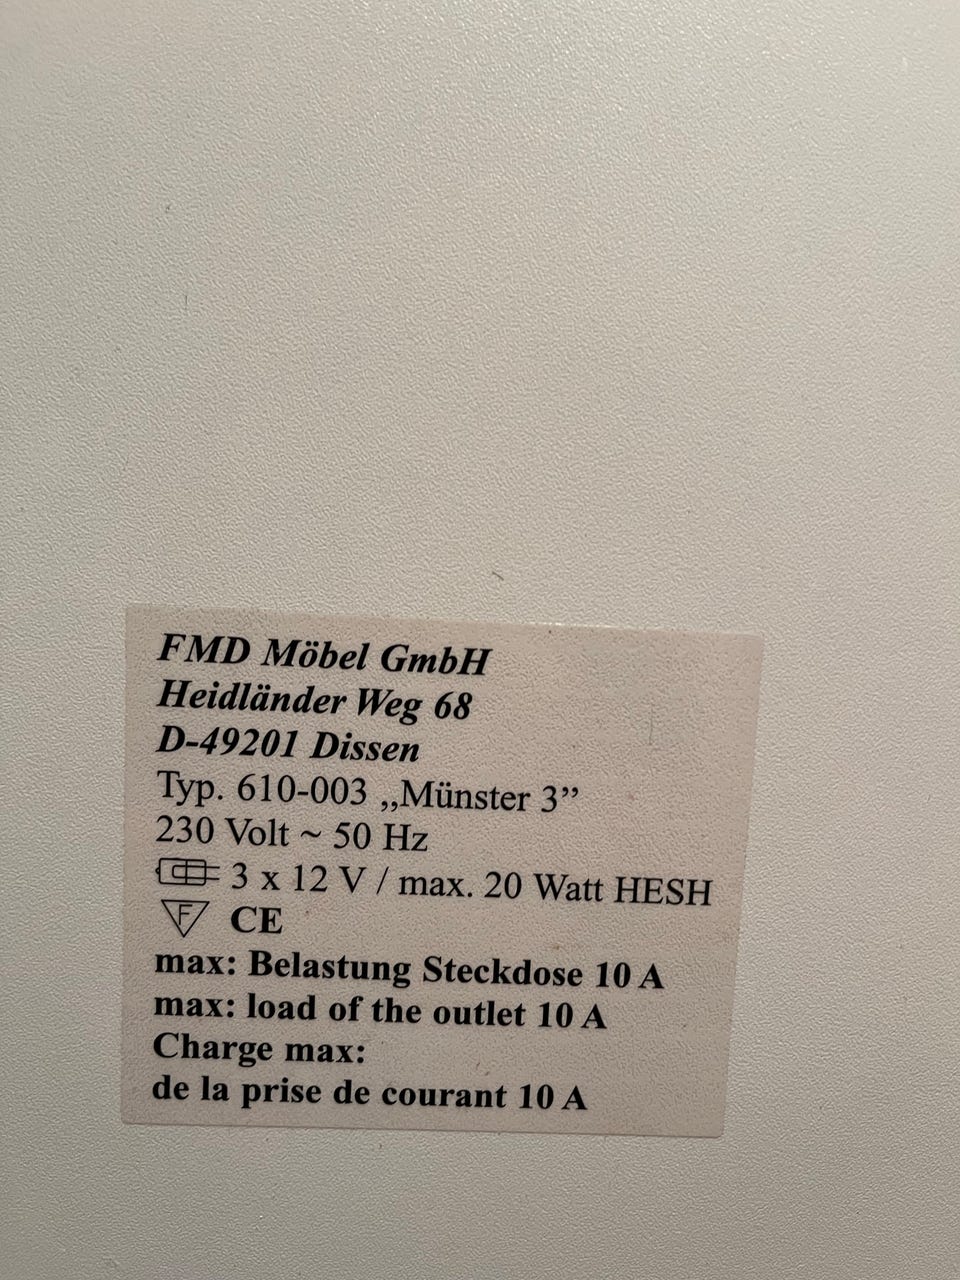 FMD Möbel GmbH
Heidländer Weg 68
D-49201 Dissen
Typ. 610-003 „Münster 3”
230 Volt ~ 50 Hz
3 x 12 V / max. 20 Watt HESH
F CE
max: Belastung Steckdose 10 A
max: load of the outlet 10 A
Charge max:
de la prise de courant 10 A